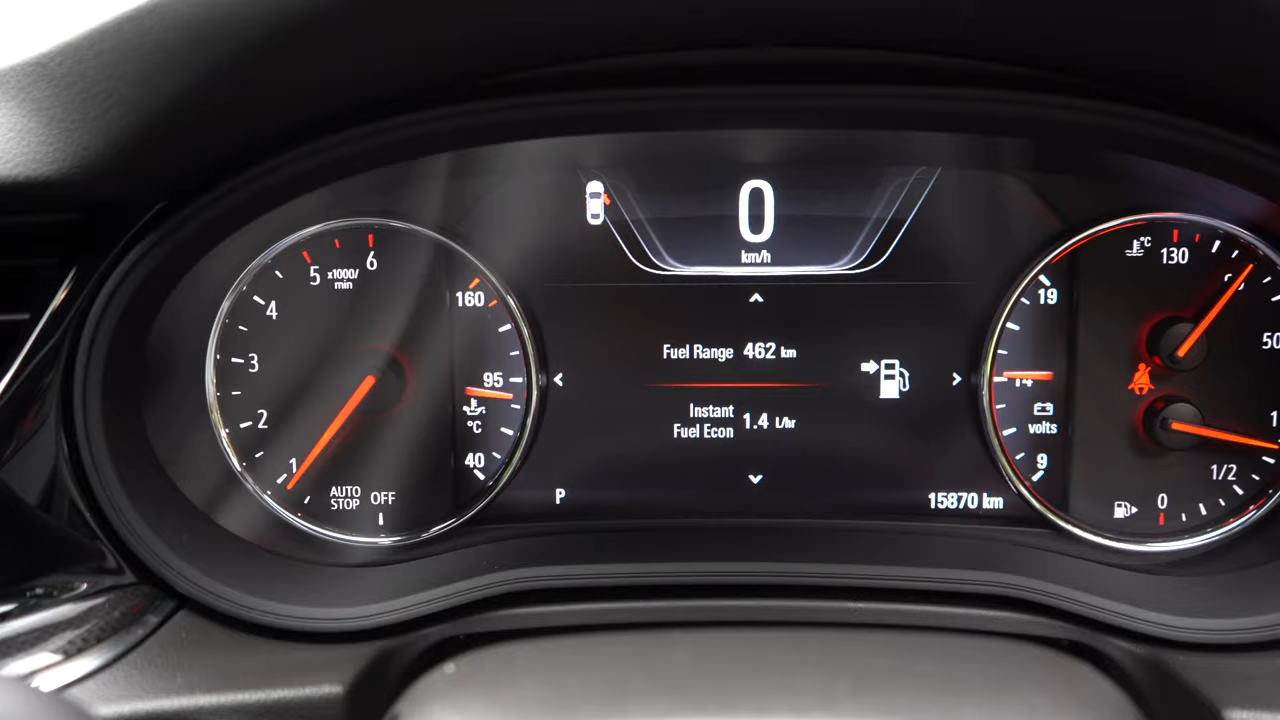 0
km/h
Fuel Range 462 km
Instant
Fuel Econ 1.4 L/hr
P
15870 km
6
5
x1000/
min
4
3
2
1
AUTO
STOP
OFF
160
95
°C
40
°C
130
19
50
14
volts
9
1
1/2
0